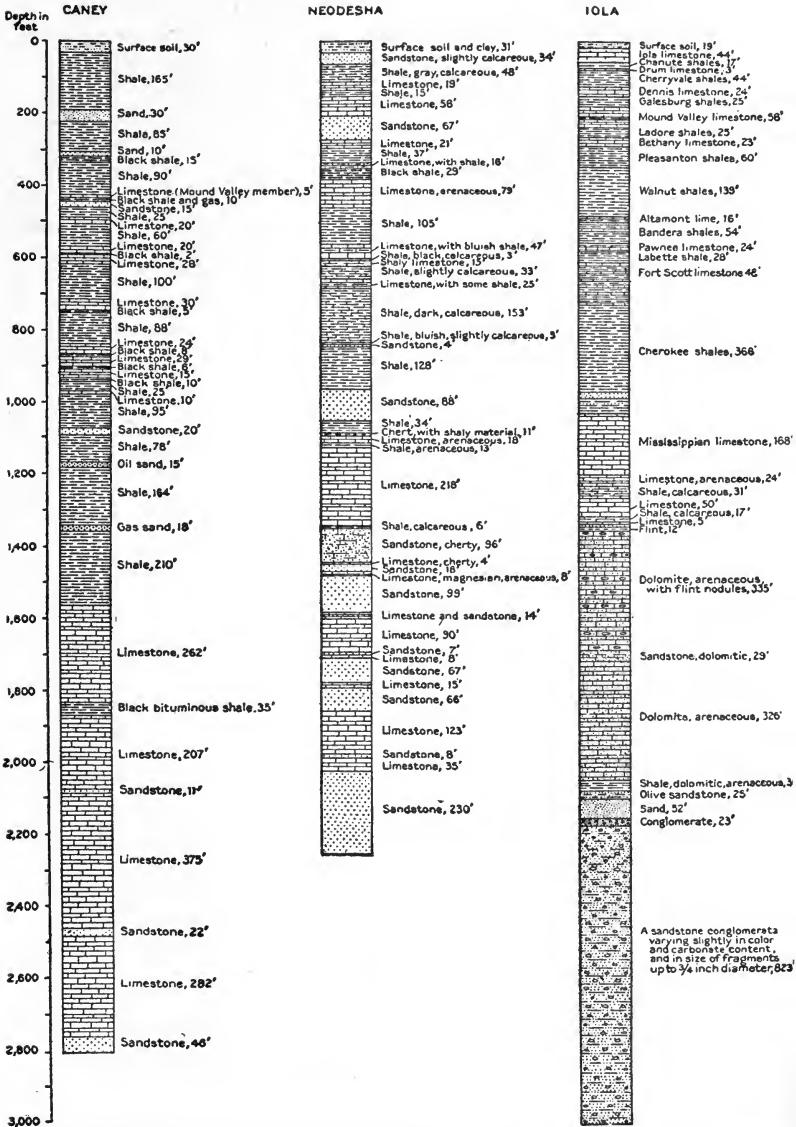 Depth in
feet
0
200
400
600
800
1,000
1,200
1,400
1,600
1,800
2,000
2,200
2,400
2,600
2,800
3,000
CANEY
Surface soil, 30'
Shale, 165'
Sand, 30'
Shale, 85'
Sand, 10'
Black shale, 15'
Shale, 90'
Limestone (Mound Valley member), 5'
Black shale and gas, 10'
Sandstone, 15'
Shale, 25
Limestone, 20'
Shale, 60'
Limestone, 20'
Black shale, 2'
Limestone, 28'
Shale, 100'
Limestone, 30'
Black shale, 5'
Shale, 88'
Limestone, 24'
Black shale, 8'
Limestone, 29'
Black shale, 6'
Limestone, 15'
Black shale, 10'
Shale, 25
Limestone, 10'
Shale, 95'
Sandstone, 20'
Shale, 78'
Oil sand, 15'
Shale, 164'
Gas sand, 18'
Shale, 210'
Limestone, 262'
Black bituminous shale, 35'
Limestone, 207'
Sandstone, 11'
Limestone, 375'
Sandstone, 22'
Limestone, 282'
Sandstone, 46'
NEODESHA
Surface soil and clay, 31'
Sandstone, slightly calcareous, 34'
Shale, gray, calcareous, 48'
Limestone, 19'
Shale, 15'
Limestone, 58'
Sandstone, 67'
Limestone, 21'
Shale, 37'
Limestone, with shale, 16'
Black shale, 29'
Limestone, arenaceous, 79'
Shale, 105'
Limestone, with bluish shale, 47'
Shale, black, calcareous, 3'
Shaly limestone, 15'
Shale, slightly calcareous, 33'
Limestone, with some shale, 25'
Shale, dark, calcareous, 153'
Shale, bluish, slightly calcareous, 5'
Sandstone, 4'
Shale, 128'
Sandstone, 88'
Shale, 34'
Chert, with shaly material, 11'
Limestone, arenaceous, 18'
Shale, arenaceous, 13'
Limestone, 218'
Shale, calcareous, 6'
Sandstone, cherty, 96'
Limestone, cherty, 4'
Sandstone, 18'
Limestone, magnesian, arenaceous, 8'
Sandstone, 99'
Limestone and sandstone, 14'
Limestone, 90'
Sandstone, 7'
Limestone, 8'
Sandstone, 67'
Limestone, 15'
Sandstone, 66'
Limestone, 123'
Sandstone, 8'
Limestone, 35'
Sandstone, 230'
IOLA
Surface soil, 19'
Iola limestone, 44'
Chanute shales, 17'
Drum limestone, 3'
Cherryvale shales, 44'
Dennis limestone, 24'
Galesburg shales, 25'
Mound Valley limestone, 58'
Ladore shales, 25'
Bethany limestone, 23'
Pleasanton shales, 60'
Walnut shales, 139'
Altamont lime, 16'
Bandera shales, 54'
Pawnee limestone, 24'
Labette shale, 28'
Fort Scott limestone 48'
Cherokee shales, 366'
Mississippian limestone, 168'
Limestone, arenaceous, 24'
Shale, calcareous, 31'
Limestone, 50'
Shale, calcareous, 17'
Limestone, 5'
Flint, 12'
Dolomite, arenaceous,
with flint nodules, 335'
Sandstone, dolomitic, 29'
Dolomite, arenaceous, 326'
Shale, dolomitic, arenaceous, 3
Olive sandstone, 25'
Sand, 52'
Conglomerate, 23'
A sandstone conglomerate
varying slightly in color
and carbonate content,
and in size of fragments
up to 3/4 inch diameter, 823'